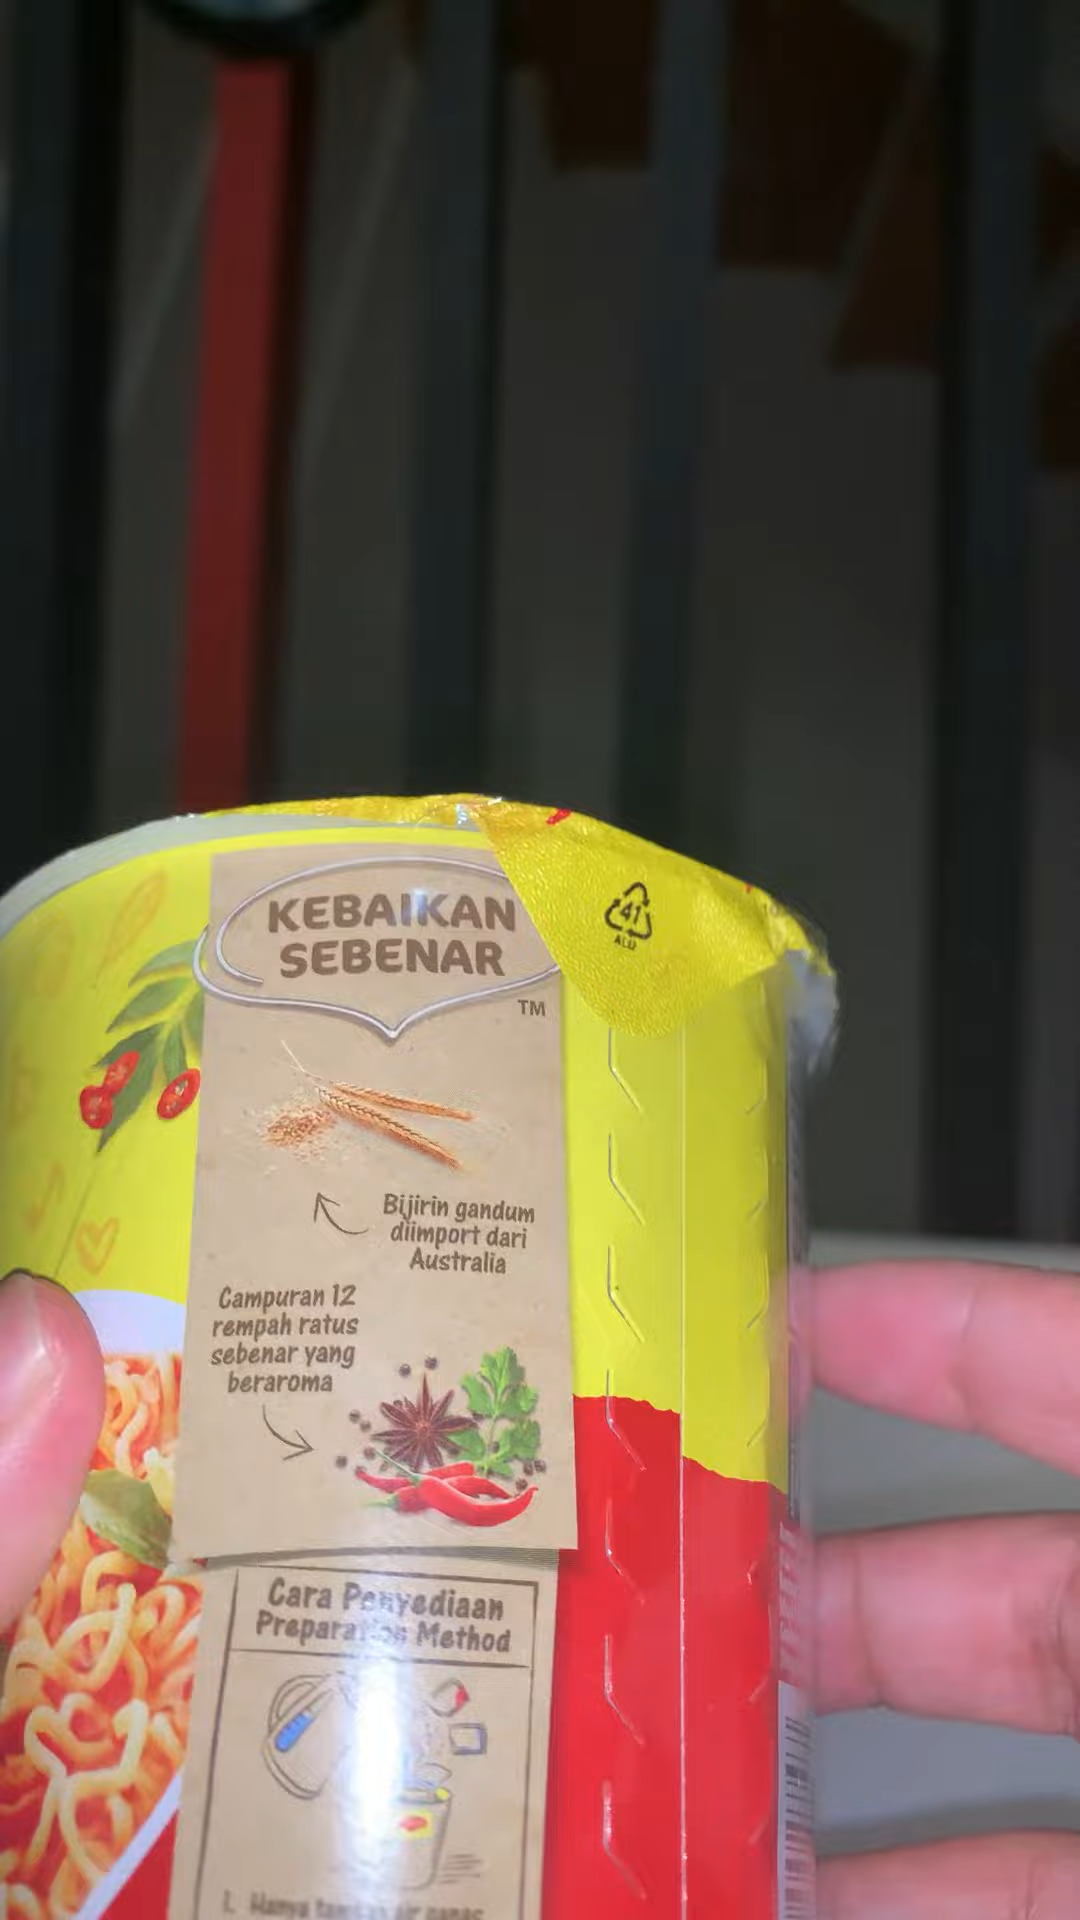 KEBAIKAN
SEBENAR
TM
41
ALU
Bijirin gandum
diimport dari
Australia
Campuran 12
rempah ratus
sebenar yang
beraroma
Cara Penyediaan
Preparation Method
1. Hanya air panas